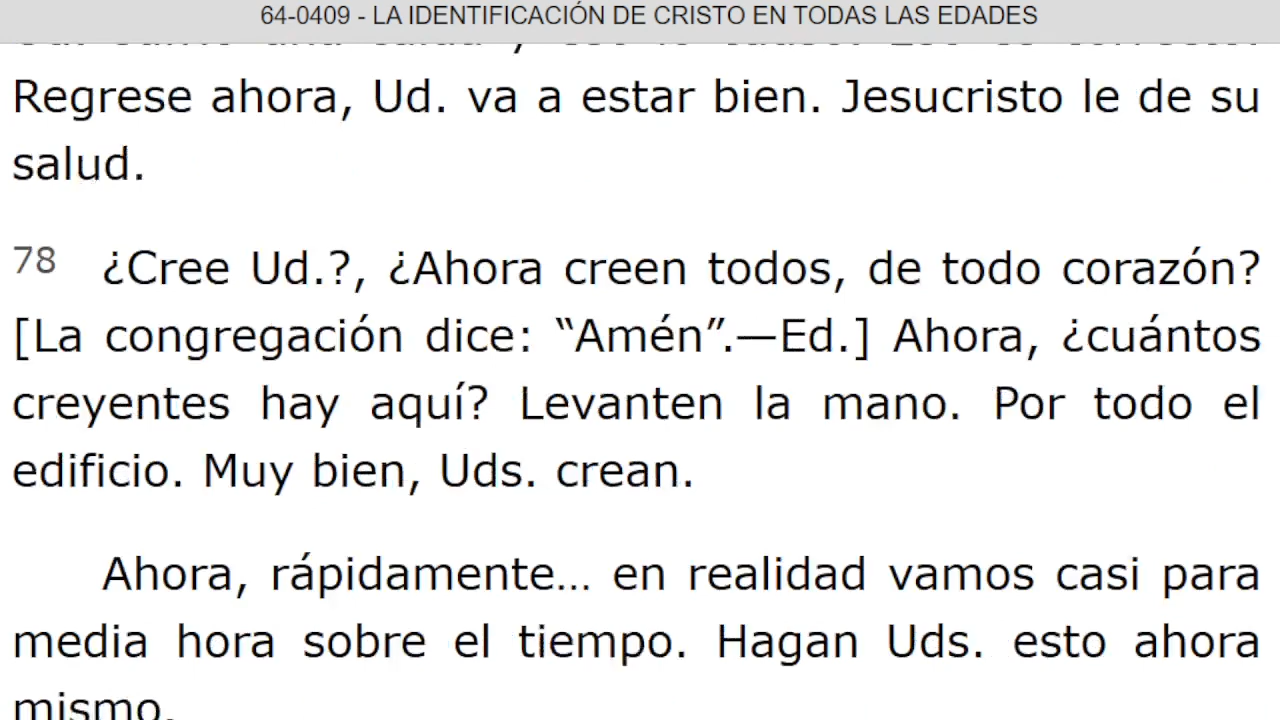 64-0409 - LA IDENTIFICACIÓN DE CRISTO EN TODAS LAS EDADES
Regrese ahora, Ud. va a estar bien. Jesucristo le de su
salud.
78 ¿Cree Ud.?, ¿Ahora creen todos, de todo corazón?
[La congregación dice: “Amén”.—Ed.] Ahora, ¿cuántos
creyentes hay aquí? Levanten la mano. Por todo el
edificio. Muy bien, Uds. crean.
Ahora, rápidamente... en realidad vamos casi para
media hora sobre el tiempo. Hagan Uds. esto ahora
mismo.